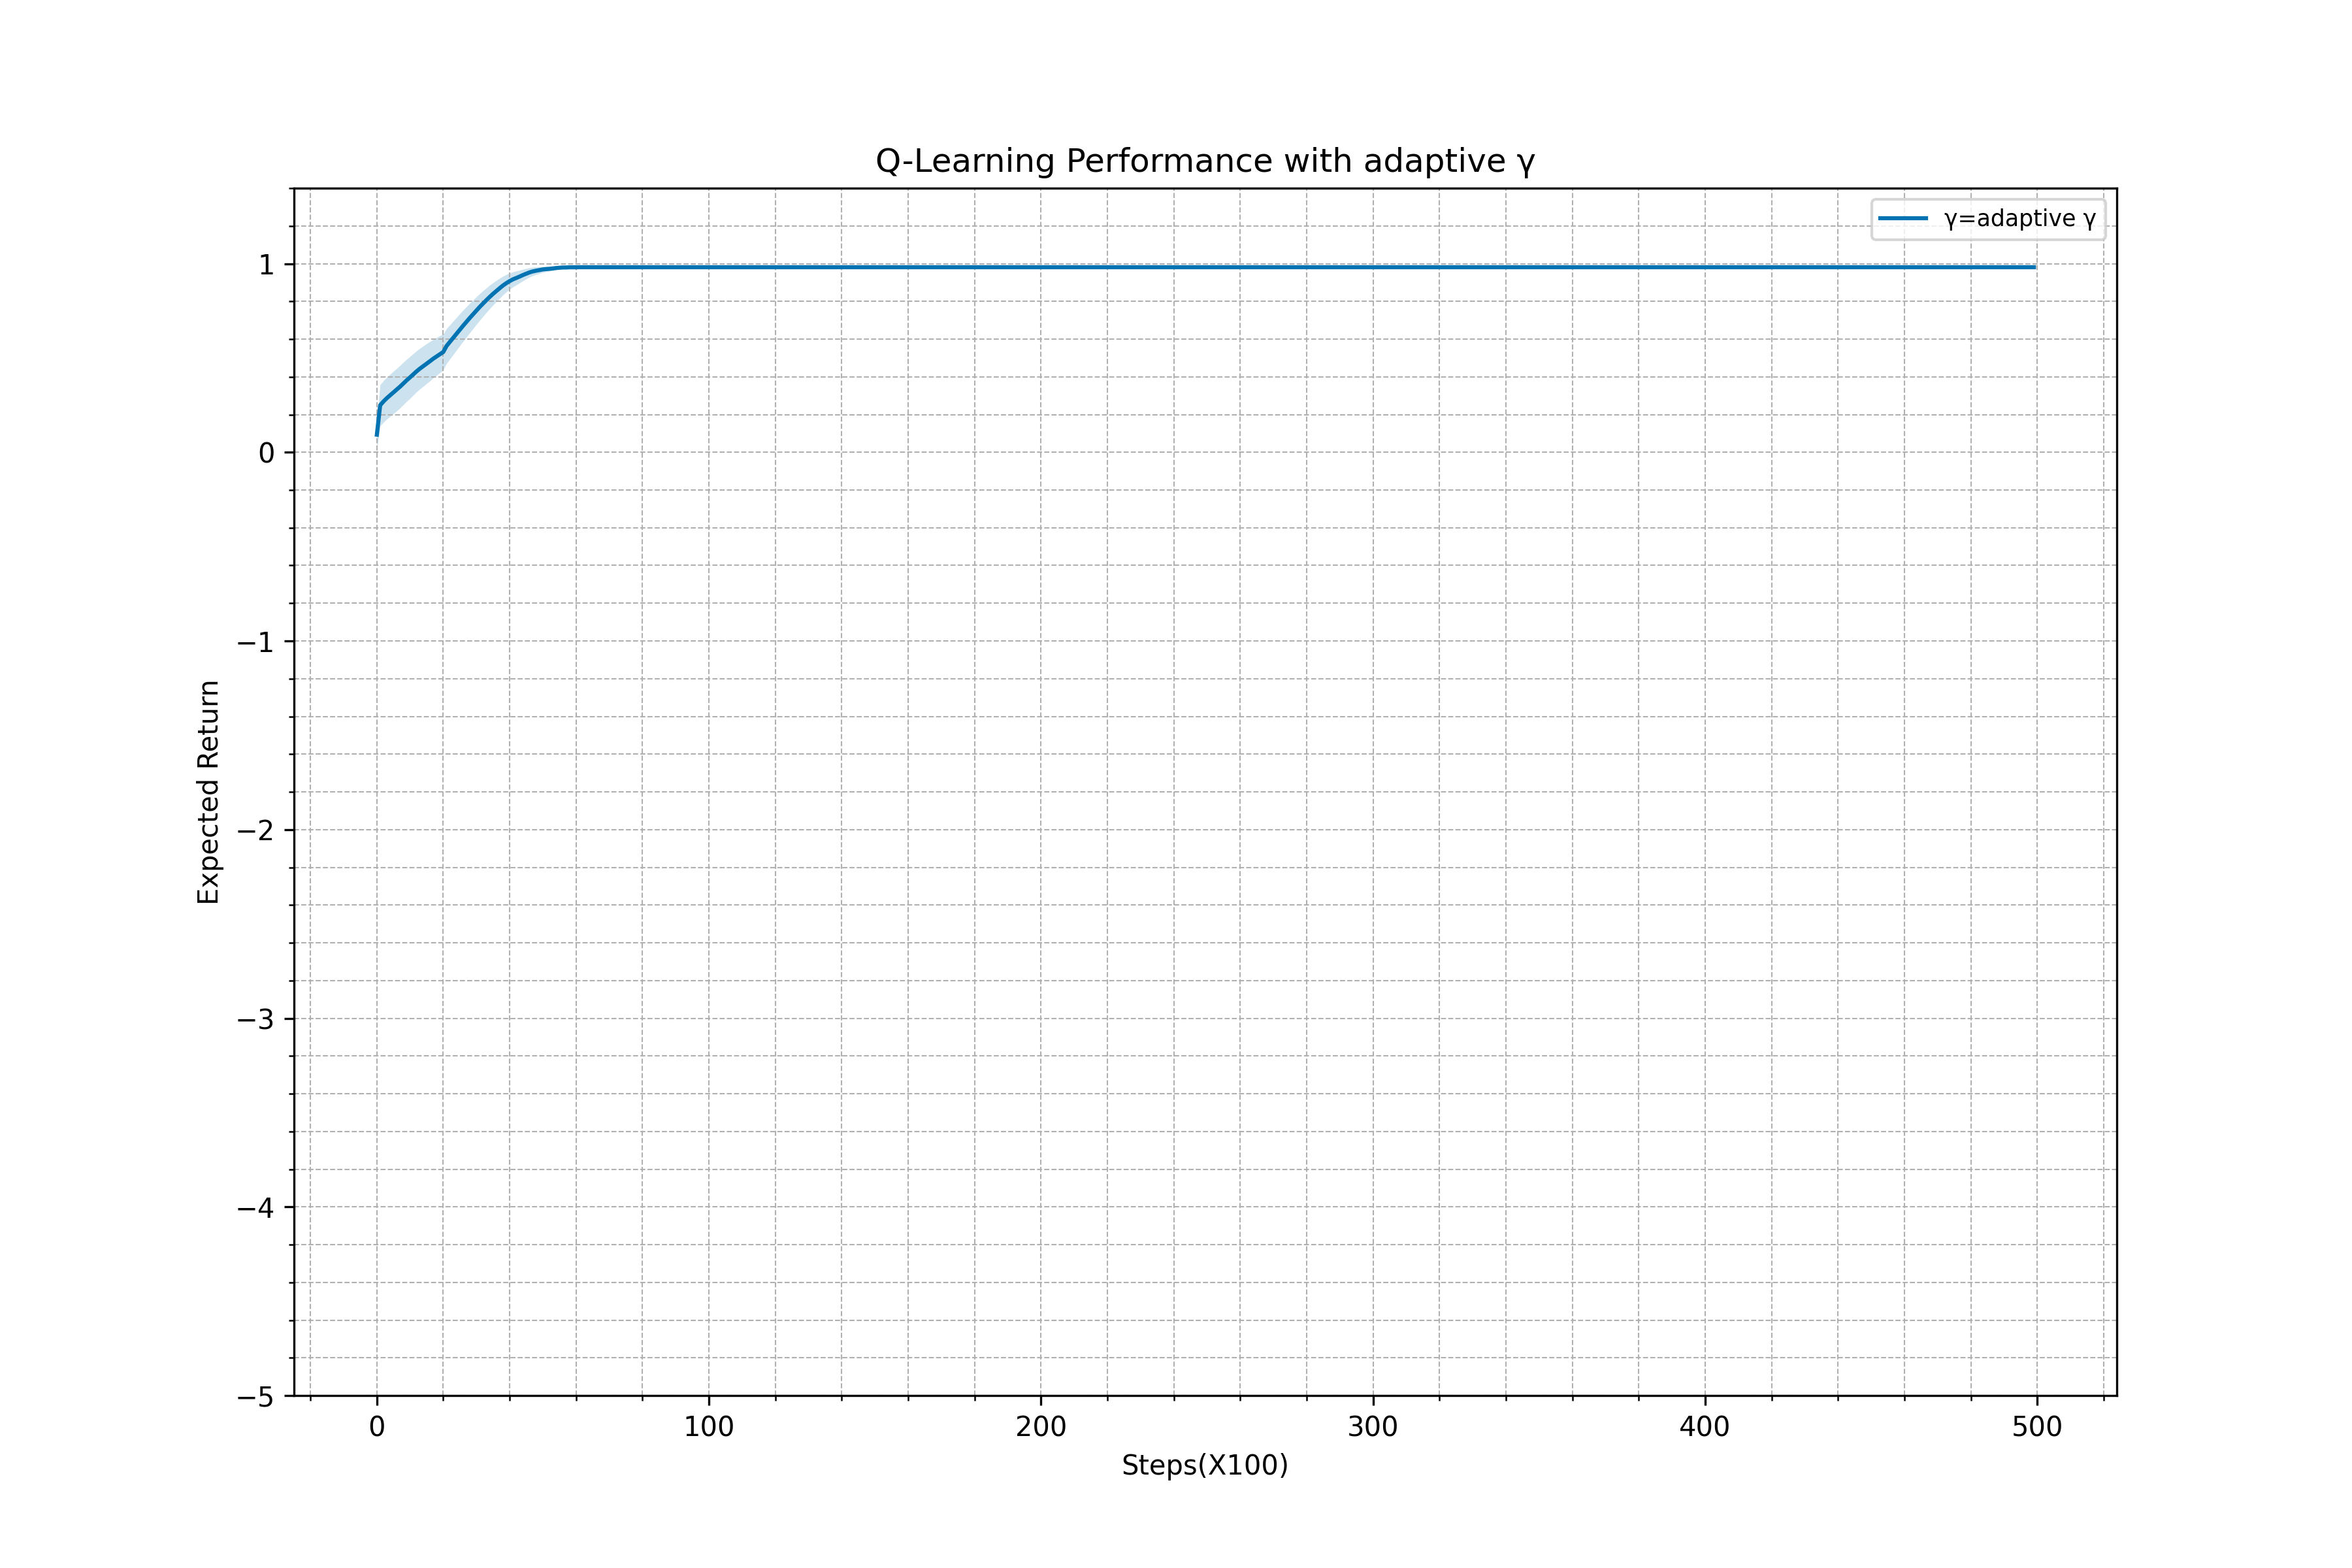 Q-Learning Performance with adaptive γ
γ=adaptive γ
Expected Return
1
0
−1
−2
−3
−4
−5
0 100 200 300 400 500
Steps(X100)